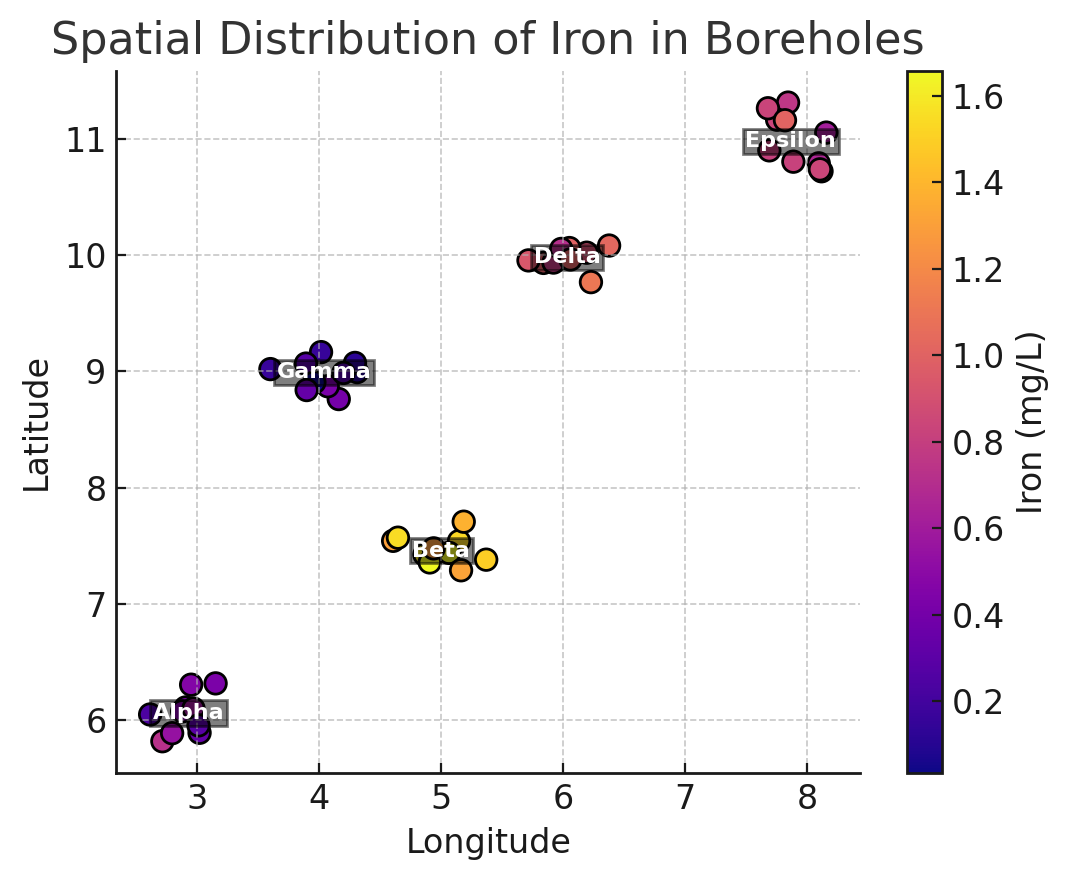 Spatial Distribution of Iron in Boreholes
11
10
9
8
7
6
Latitude
Epsilon
Delta
Gamma
Beta
Alpha
3 4 5 6 7 8
Longitude
1.6
1.4
1.2
1.0
0.8
0.6
0.4
0.2
Iron (mg/L)